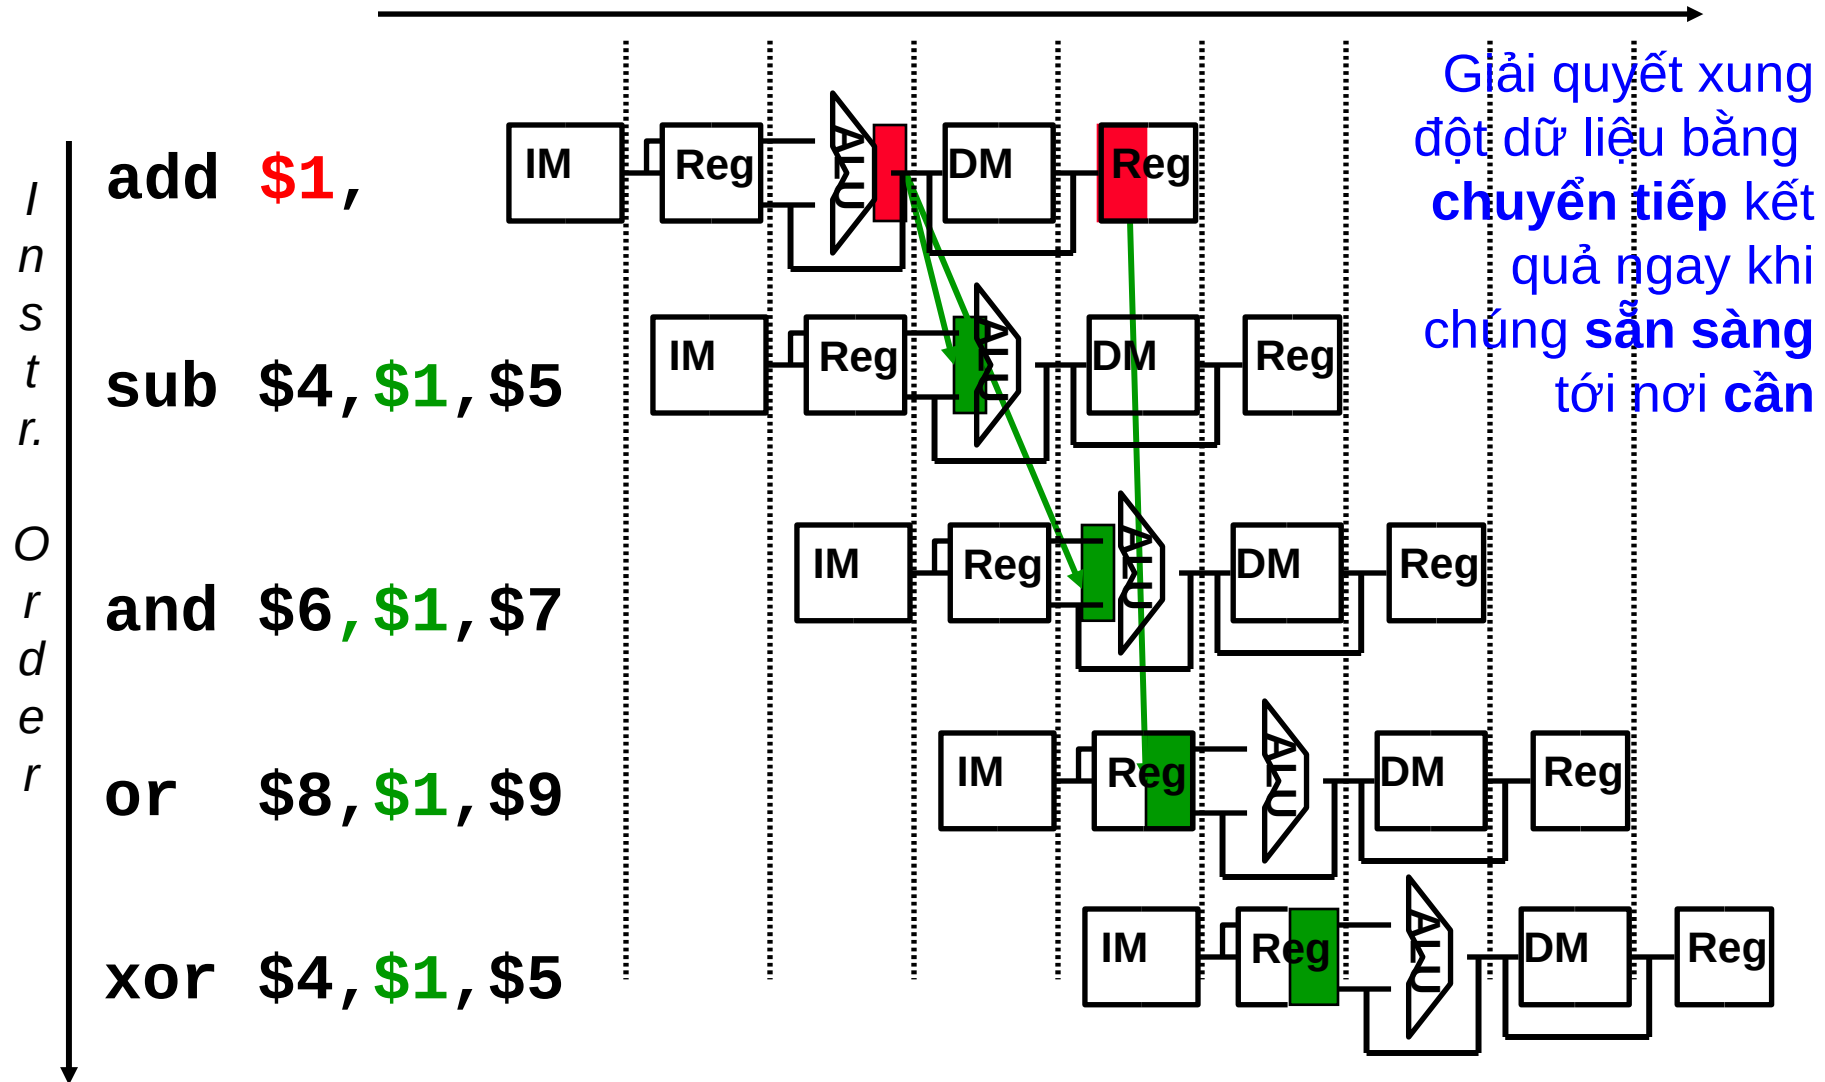 Giải quyết xung
đột dữ liệu bằng
chuyển tiếp kết
quả ngay khi
chúng sẵn sàng
tới nơi cần
Instr. Order
add $1,
IM Reg ALU DM Reg
sub $4,$1,$5
IM Reg ALU DM Reg
and $6,$1,$7
IM Reg ALU DM Reg
or $8,$1,$9
IM Reg ALU DM Reg
xor $4,$1,$5
IM Reg ALU DM Reg